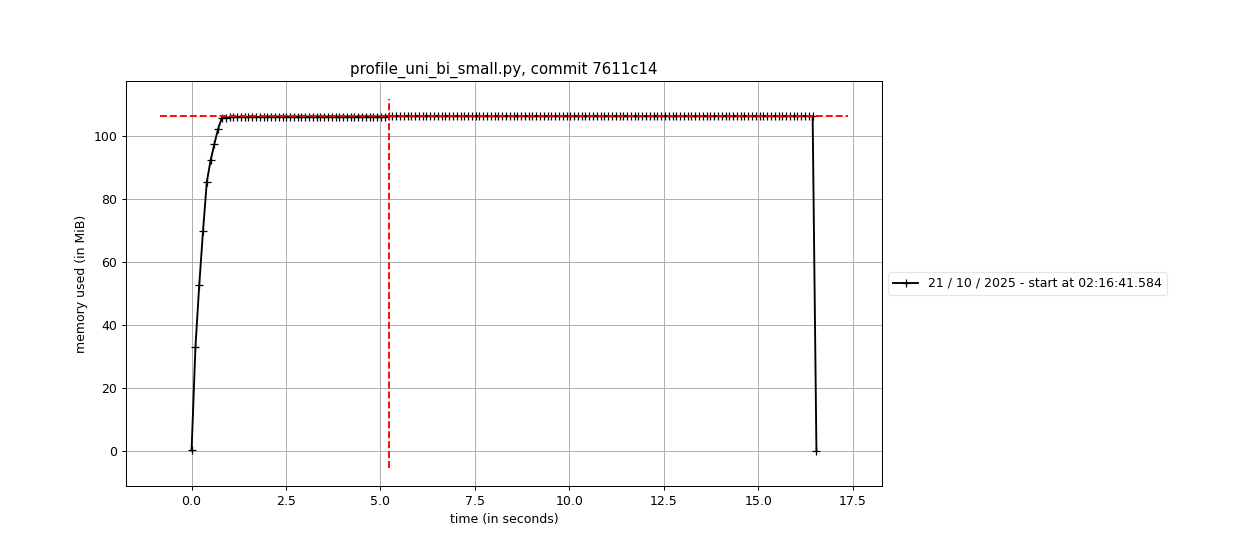 profile_uni_bi_small.py, commit 7611c14
memory used (in MiB)
100
80
60
40
20
0
0.0 2.5 5.0 7.5 10.0 12.5 15.0 17.5
time (in seconds)
21 / 10 / 2025 - start at 02:16:41.584